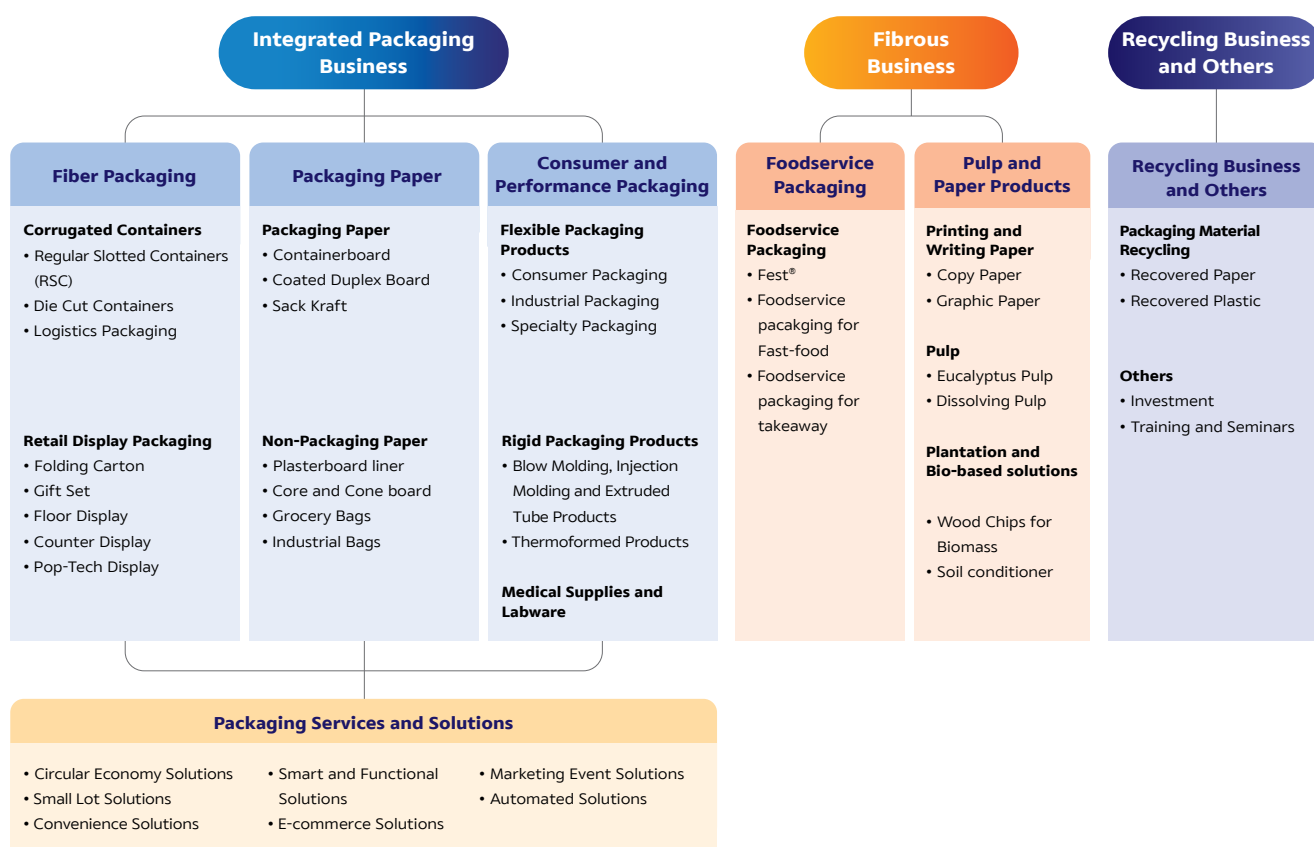 Integrated Packaging
Business
Fibrous
Business
Recycling Business
and Others
Fiber Packaging
Corrugated Containers
• Regular Slotted Containers
(RSC)
• Die Cut Containers
• Logistics Packaging
Retail Display Packaging
• Folding Carton
• Gift Set
• Floor Display
• Counter Display
• Pop-Tech Display
Packaging Paper
Packaging Paper
• Containerboard
• Coated Duplex Board
• Sack Kraft
Non-Packaging Paper
• Plasterboard liner
• Core and Cone board
• Grocery Bags
• Industrial Bags
Consumer and
Performance Packaging
Flexible Packaging
Products
• Consumer Packaging
• Industrial Packaging
• Specialty Packaging
Rigid Packaging Products
• Blow Molding, Injection
Molding and Extruded
Tube Products
• Thermoformed Products
Medical Supplies and
Labware
Foodservice
Packaging
Foodservice
Packaging
• Fest®
• Foodservice
pacakging for
Fast-food
• Foodservice
packaging for
takeaway
Pulp and
Paper Products
Printing and
Writing Paper
• Copy Paper
• Graphic Paper
Pulp
• Eucalyptus Pulp
• Dissolving Pulp
Plantation and
Bio-based solutions
• Wood Chips for
Biomass
• Soil conditioner
Recycling Business
and Others
Packaging Material
Recycling
• Recovered Paper
• Recovered Plastic
Others
• Investment
• Training and Seminars
Packaging Services and Solutions
• Circular Economy Solutions
• Small Lot Solutions
• Convenience Solutions
• Smart and Functional
Solutions
• E-commerce Solutions
• Marketing Event Solutions
• Automated Solutions